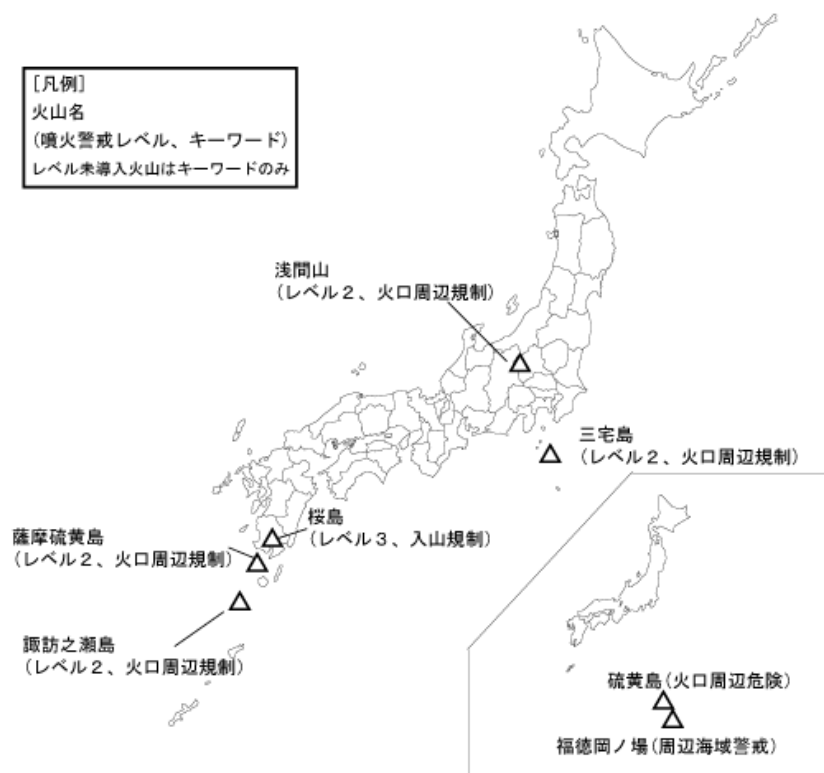 ［凡例］
火山名
(噴火警戒レベル、キーワード)
レベル未導入火山はキーワードのみ
浅間山
(レベル２、火口周辺規制)
三宅島
(レベル２、火口周辺規制)
桜島
(レベル３、入山規制)
薩摩硫黄島
(レベル２、火口周辺規制)
諏訪之瀬島
(レベル２、火口周辺規制)
硫黄島(火口周辺危険)
福徳岡ノ場(周辺海域警戒)